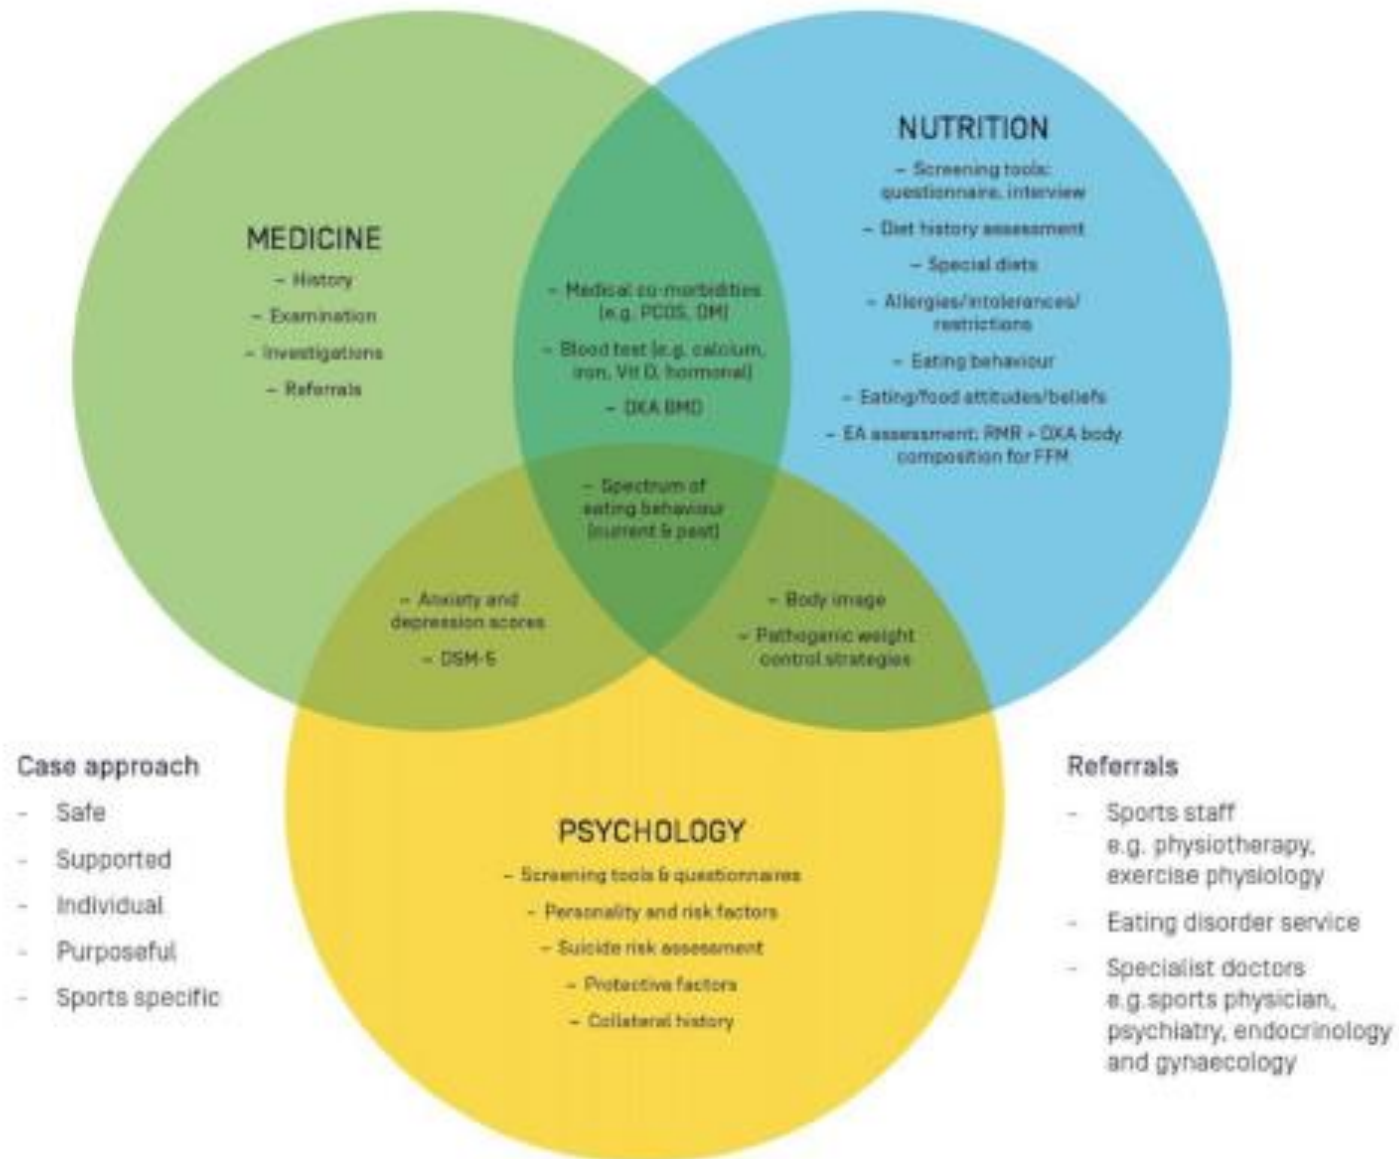 MEDICINE
– History
– Examination
– Investigations
– Referrals
NUTRITION
– Screening tools:
questionnaire, interview
– Diet history assessment
– Special diets
– Allergies/intolerances/
restrictions
– Eating behaviour
– Eating/food attitudes/beliefs
– EA assessment: RMR + DXA body
composition for FFM
– Medical co-morbidities
(e.g. PCOS, DM)
– Blood test (e.g. calcium,
iron, Vit D, hormonal)
– DXA BMD
– Spectrum of
eating behaviour
(current & past)
– Anxiety and
depression scores
– DSM-5
– Body image
– Pathogenic weight
control strategies
PSYCHOLOGY
– Screening tools & questionnaires
– Personality and risk factors
– Suicide risk assessment
– Protective factors
– Collateral history
Case approach
- Safe
- Supported
- Individual
- Purposeful
- Sports specific
Referrals
- Sports staff
e.g. physiotherapy,
exercise physiology
- Eating disorder service
- Specialist doctors
e.g.sports physician,
psychiatry, endocrinology
and gynaecology